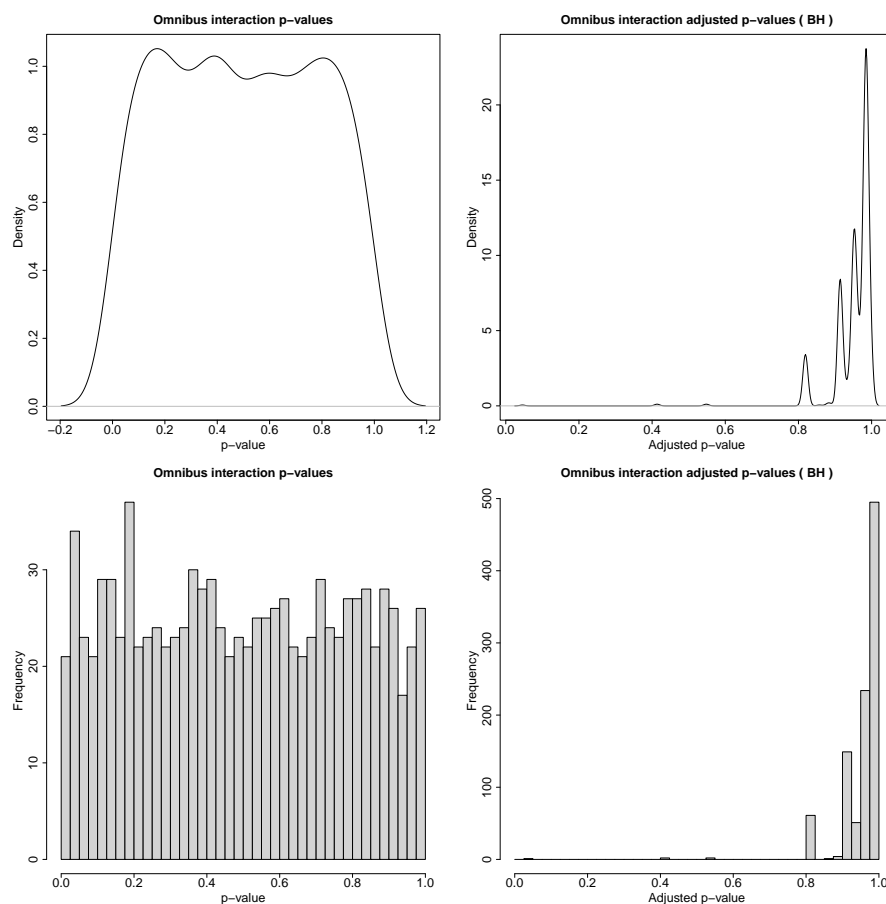 Omnibus interaction p−values
Density
0.0 0.2 0.4 0.6 0.8 1.0
−0.2 0.0 0.2 0.4 0.6 0.8 1.0 1.2
p−value
Omnibus interaction adjusted p−values ( BH )
Density
0 5 10 15 20
0.0 0.2 0.4 0.6 0.8 1.0
Adjusted p−value
Omnibus interaction p−values
Frequency
0 10 20 30
0.0 0.2 0.4 0.6 0.8 1.0
p−value
Omnibus interaction adjusted p−values ( BH )
Frequency
0 100 200 300 400 500
0.0 0.2 0.4 0.6 0.8 1.0
Adjusted p−value